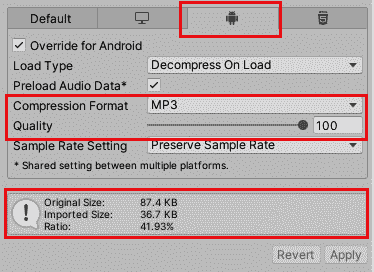 Default
Override for Android
Load Type Decompress On Load
Preload Audio Data*
Compression Format MP3
Quality 100
Sample Rate Setting Preserve Sample Rate
* Shared setting between multiple platforms.
Original Size: 87.4 KB
Imported Size: 36.7 KB
Ratio: 41.93%
Revert Apply